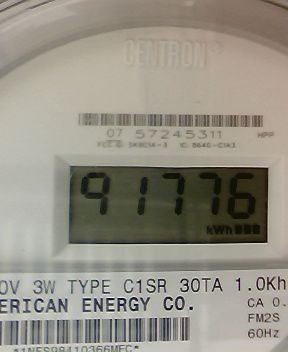 CENTRON®
07 57245311 HPP
91776
kWh
0V 3W TYPE C1SR 30TA 1.0Kh
ERICAN ENERGY CO. CA 0.
FM2S
60Hz